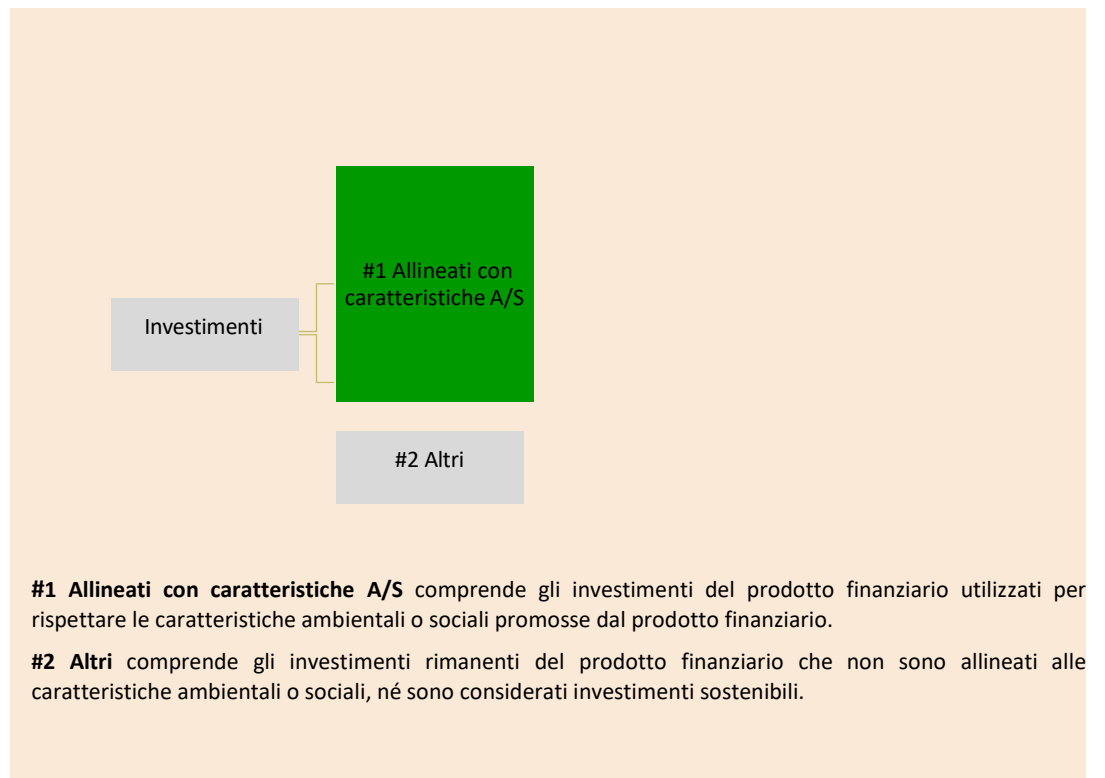 #1 Allineati con
caratteristiche A/S
Investimenti
#2 Altri
#1 Allineati con caratteristiche A/S comprende gli investimenti del prodotto finanziario utilizzati per
rispettare le caratteristiche ambientali o sociali promosse dal prodotto finanziario.
#2 Altri comprende gli investimenti rimanenti del prodotto finanziario che non sono allineati alle
caratteristiche ambientali o sociali, né sono considerati investimenti sostenibili.